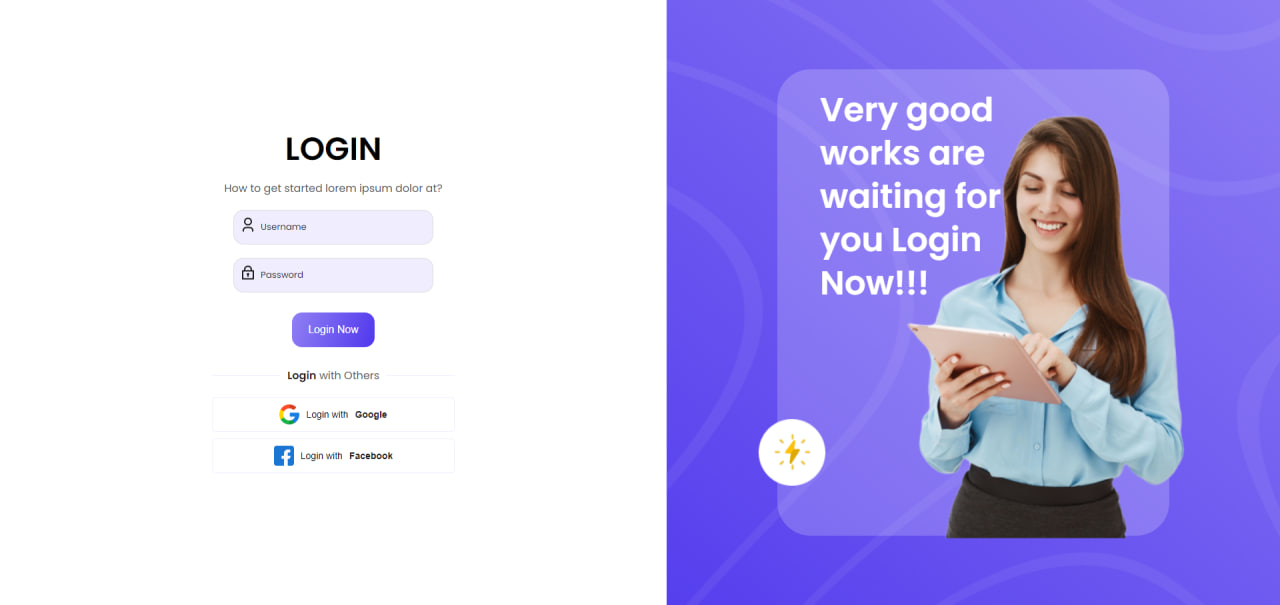 LOGIN
How to get started lorem ipsum dolor at?
Username
Password
Login Now
Login with Others
Login with Google
Login with Facebook
Very good
works are
waiting for
you Login
Now!!!